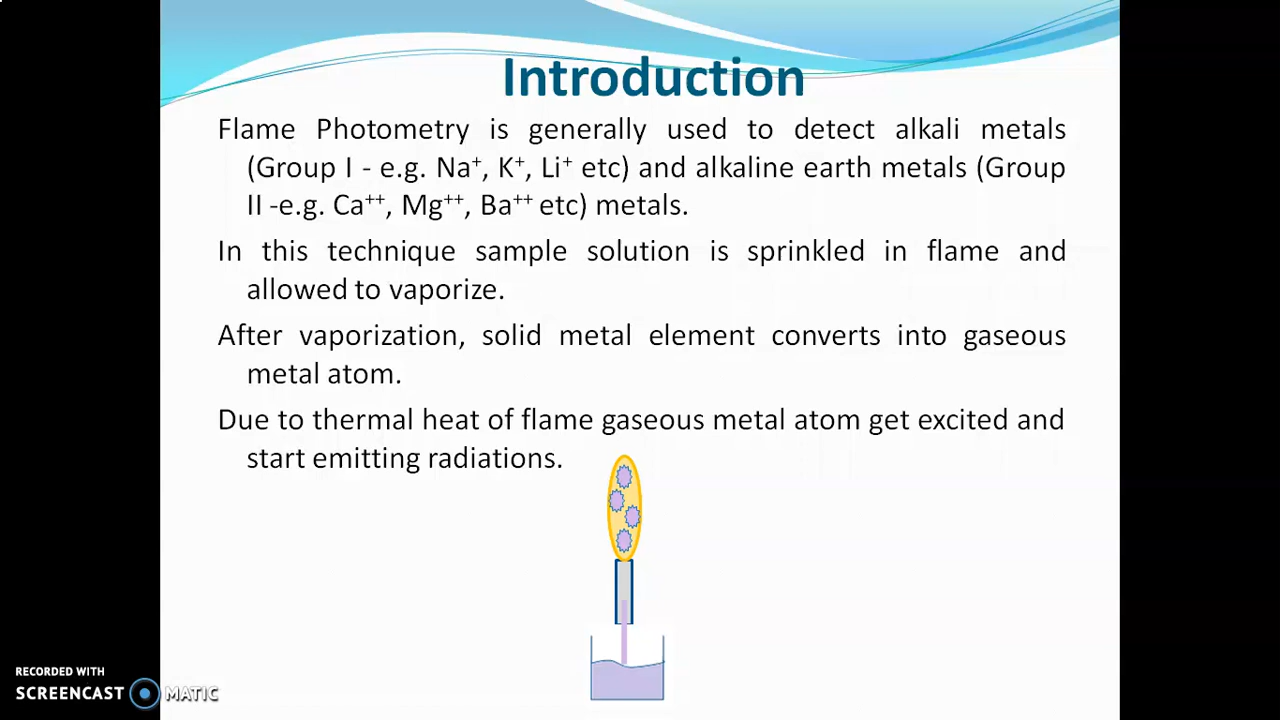 Introduction
Flame Photometry is generally used to detect alkali metals
(Group I - e.g. Na⁺, K⁺, Li⁺ etc) and alkaline earth metals (Group
II -e.g. Ca⁺⁺, Mg⁺⁺, Ba⁺⁺ etc) metals.
In this technique sample solution is sprinkled in flame and
allowed to vaporize.
After vaporization, solid metal element converts into gaseous
metal atom.
Due to thermal heat of flame gaseous metal atom get excited and
start emitting radiations.
RECORDED WITH
SCREENCAST MATIC